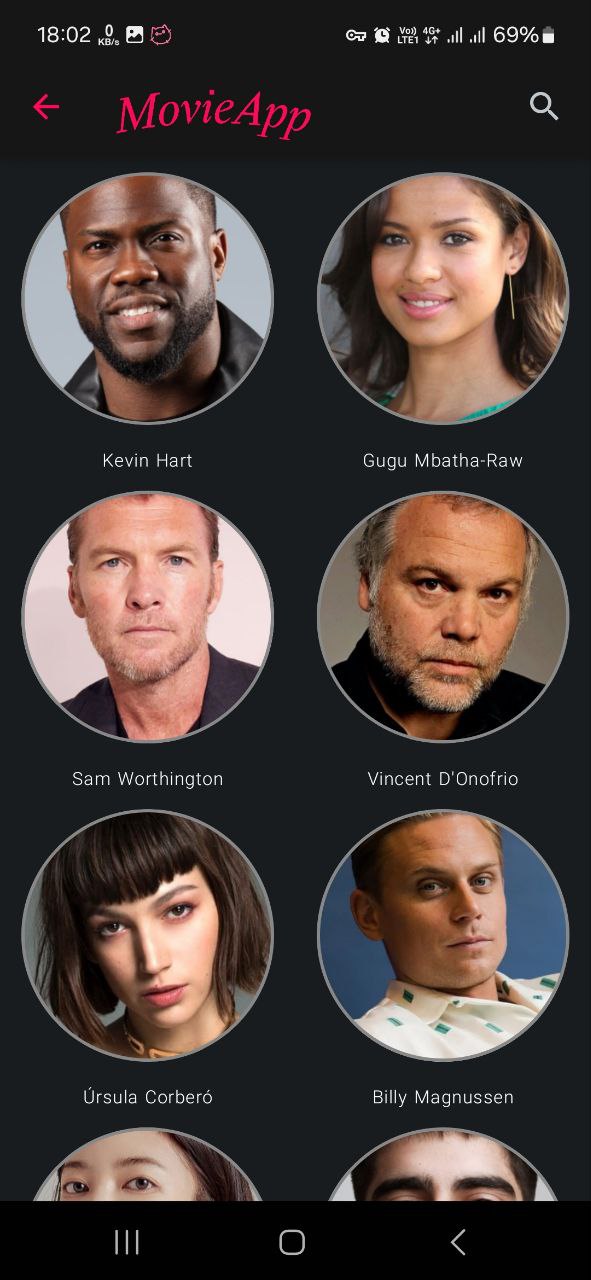 18:02 0 KB/s Vo)) LTE1 4G+ 69%
MovieApp
Kevin Hart Gugu Mbatha-Raw
Sam Worthington Vincent D'Onofrio
Úrsula Corberó Billy Magnussen